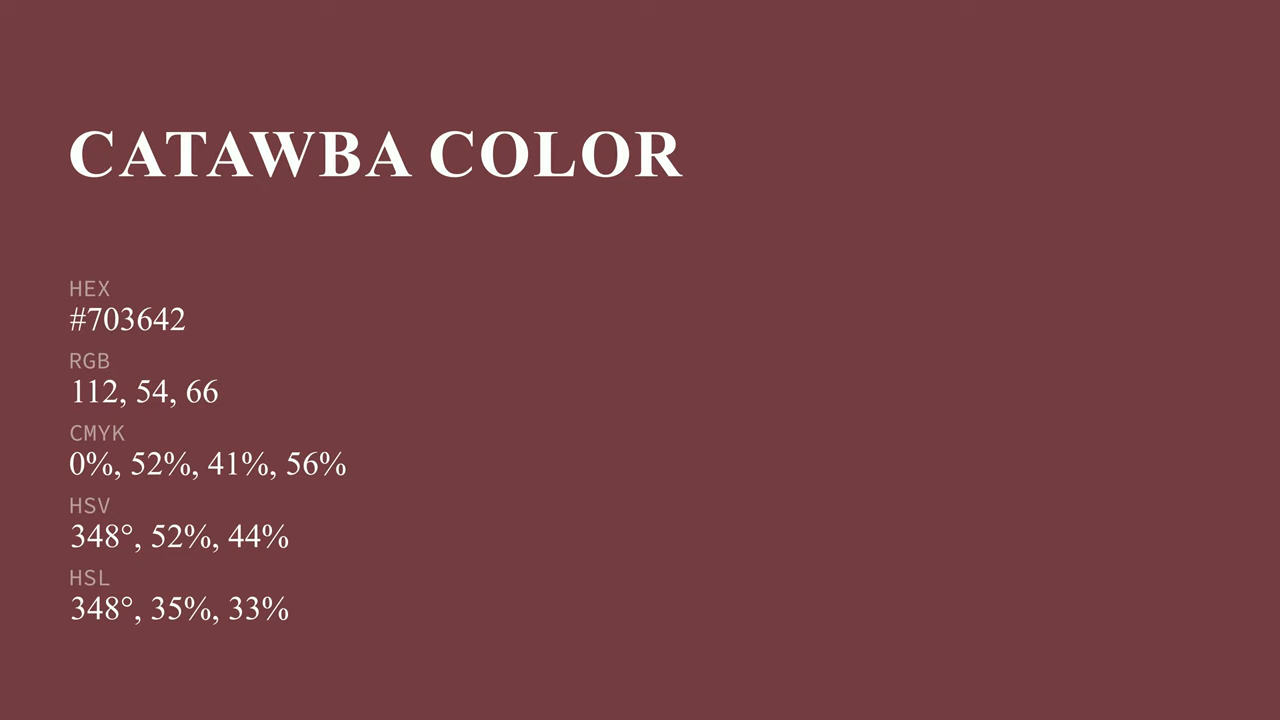 CATAWBA COLOR
HEX
#703642
RGB
112, 54, 66
CMYK
0%, 52%, 41%, 56%
HSV
348°, 52%, 44%
HSL
348°, 35%, 33%